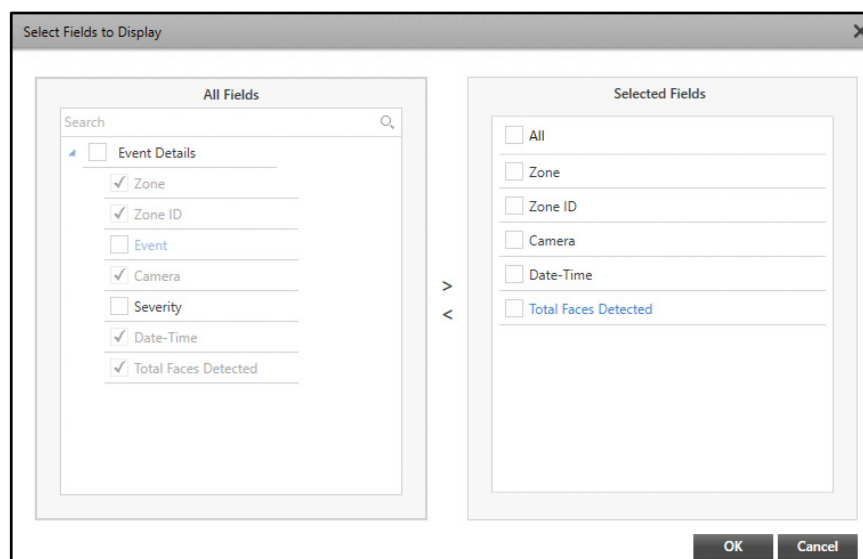 Select Fields to Display
All Fields
Search
Event Details
Zone
Zone ID
Event
Camera
Severity
Date-Time
Total Faces Detected
>
<
Selected Fields
All
Zone
Zone ID
Camera
Date-Time
Total Faces Detected
OK
Cancel